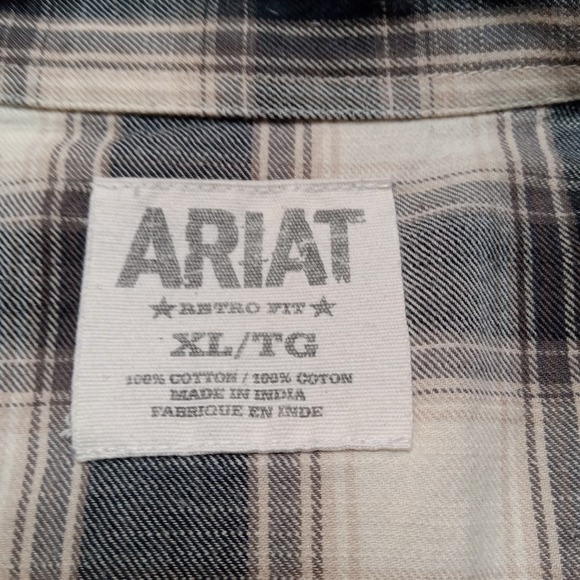 ARIAT
RETRO FIT
XL/TG
100% COTTON / 100% COTON
MADE IN INDIA
FABRIQUE EN INDE